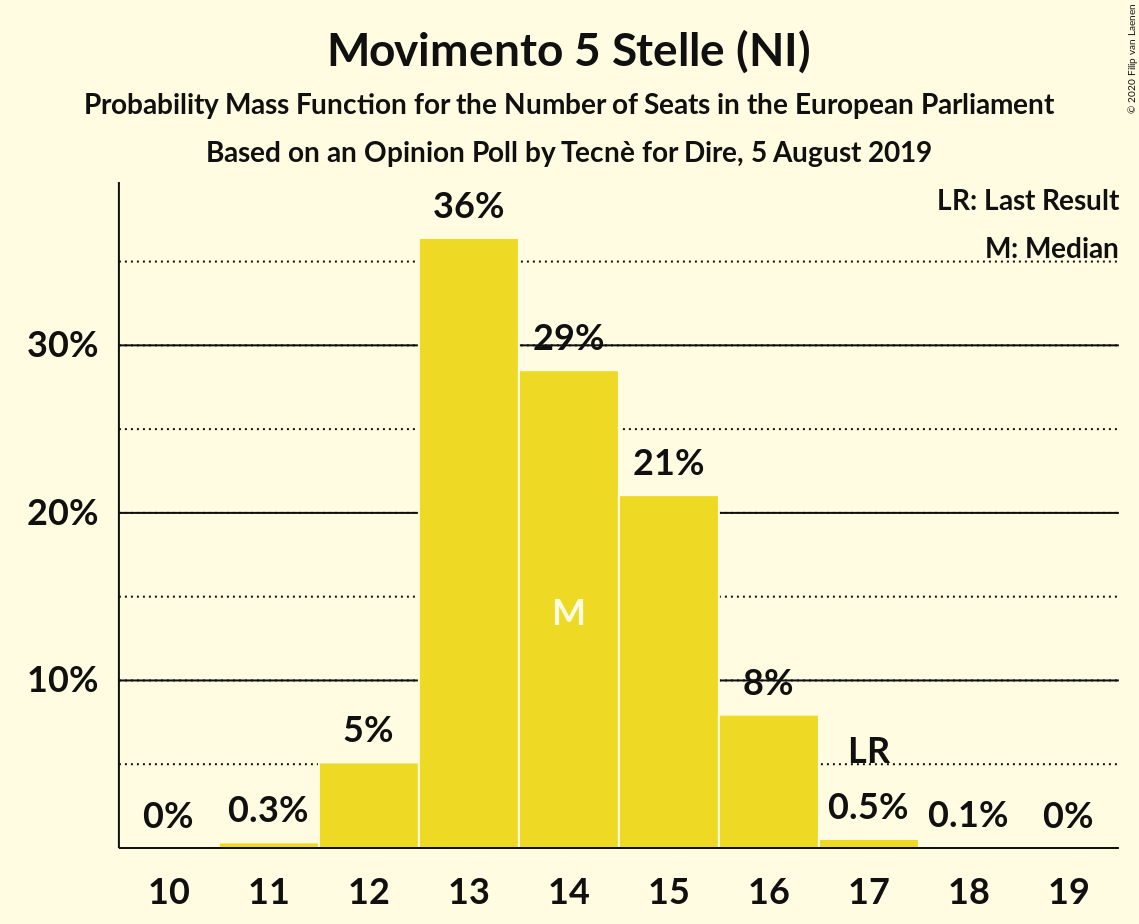 Movimento 5 Stelle (NI)
Probability Mass Function for the Number of Seats in the European Parliament
Based on an Opinion Poll by Tecnè for Dire, 5 August 2019
© 2020 Filip van Laenen
LR: Last Result
M: Median
36%
29%
30%
21%
20%
M
10%
8%
5%
LR
0%
0.3%
0.5%
0.1%
0%
10 11 12 13 14 15 16 17 18 19